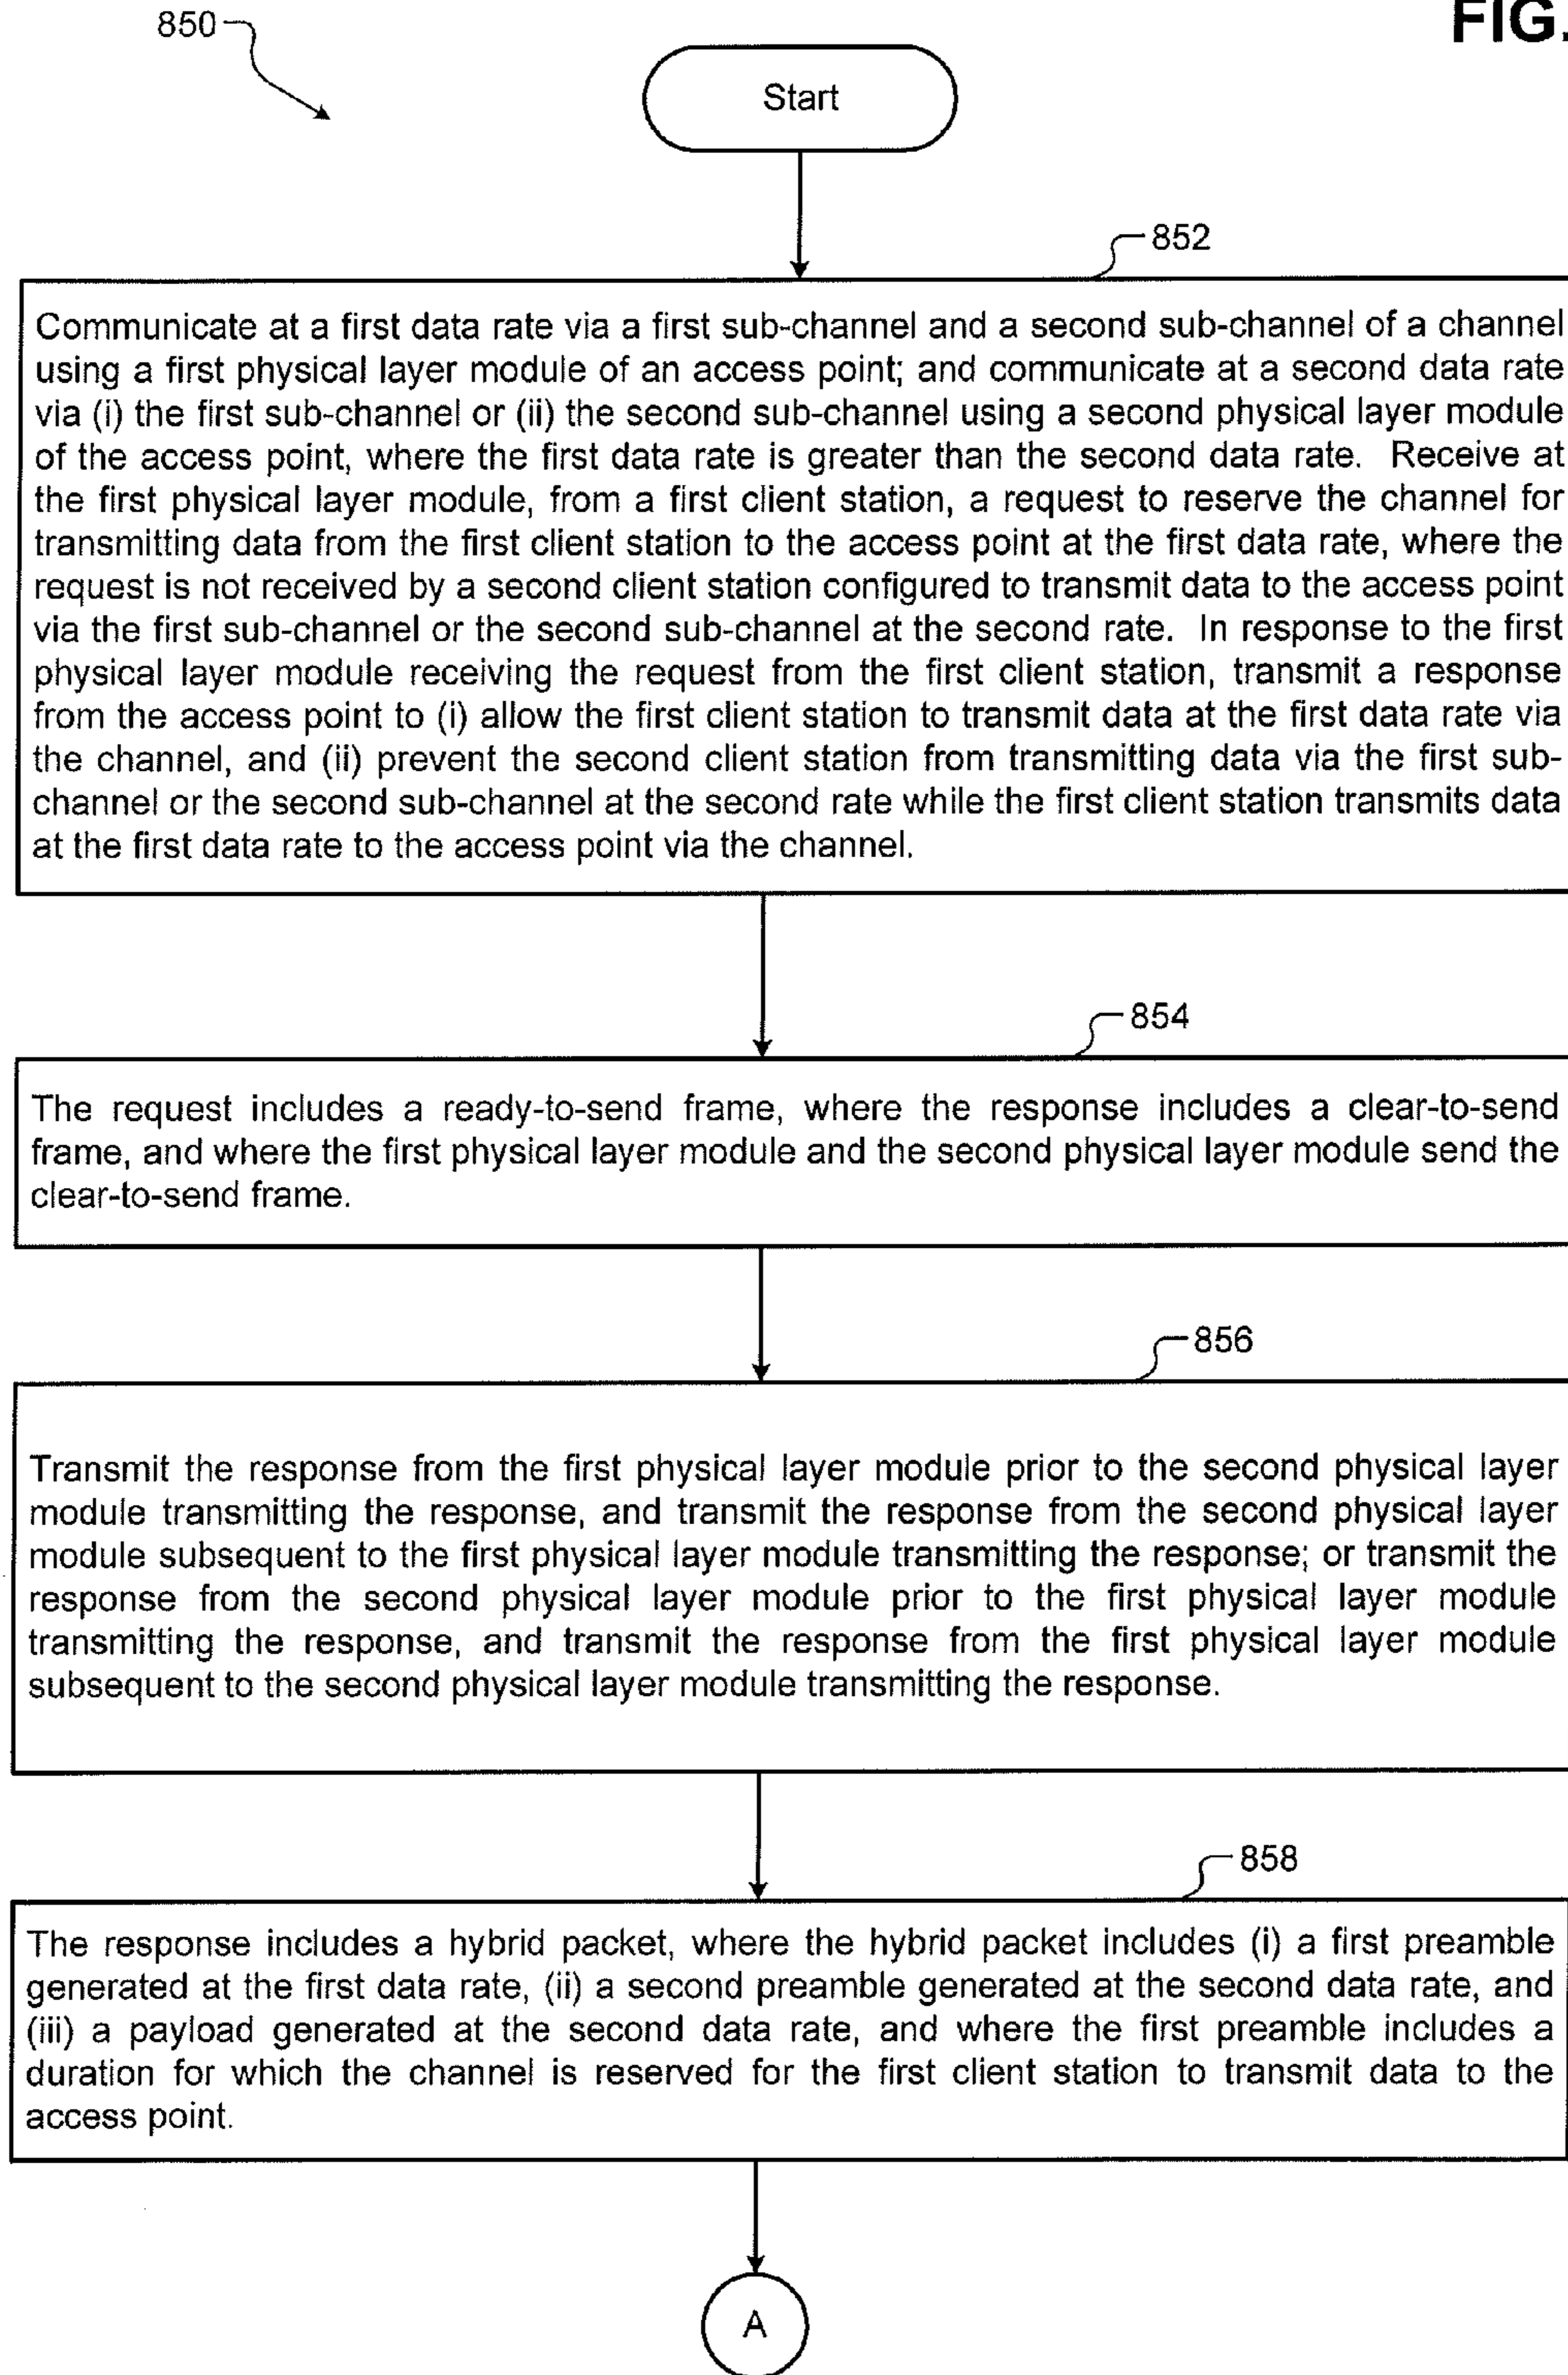 850
FIG.
Start
852
Communicate at a first data rate via a first sub-channel and a second sub-channel of a channel
using a first physical layer module of an access point; and communicate at a second data rate
via (i) the first sub-channel or (ii) the second sub-channel using a second physical layer module
of the access point, where the first data rate is greater than the second data rate. Receive at
the first physical layer module, from a first client station, a request to reserve the channel for
transmitting data from the first client station to the access point at the first data rate, where the
request is not received by a second client station configured to transmit data to the access point
via the first sub-channel or the second sub-channel at the second rate. In response to the first
physical layer module receiving the request from the first client station, transmit a response
from the access point to (i) allow the first client station to transmit data at the first data rate via
the channel, and (ii) prevent the second client station from transmitting data via the first sub-
channel or the second sub-channel at the second rate while the first client station transmits data
at the first data rate to the access point via the channel.
854
The request includes a ready-to-send frame, where the response includes a clear-to-send
frame, and where the first physical layer module and the second physical layer module send the
clear-to-send frame.
856
Transmit the response from the first physical layer module prior to the second physical layer
module transmitting the response, and transmit the response from the second physical layer
module subsequent to the first physical layer module transmitting the response; or transmit the
response from the second physical layer module prior to the first physical layer module
transmitting the response, and transmit the response from the first physical layer module
subsequent to the second physical layer module transmitting the response.
858
The response includes a hybrid packet, where the hybrid packet includes (i) a first preamble
generated at the first data rate, (ii) a second preamble generated at the second data rate, and
(iii) a payload generated at the second data rate, and where the first preamble includes a
duration for which the channel is reserved for the first client station to transmit data to the
access point.
A